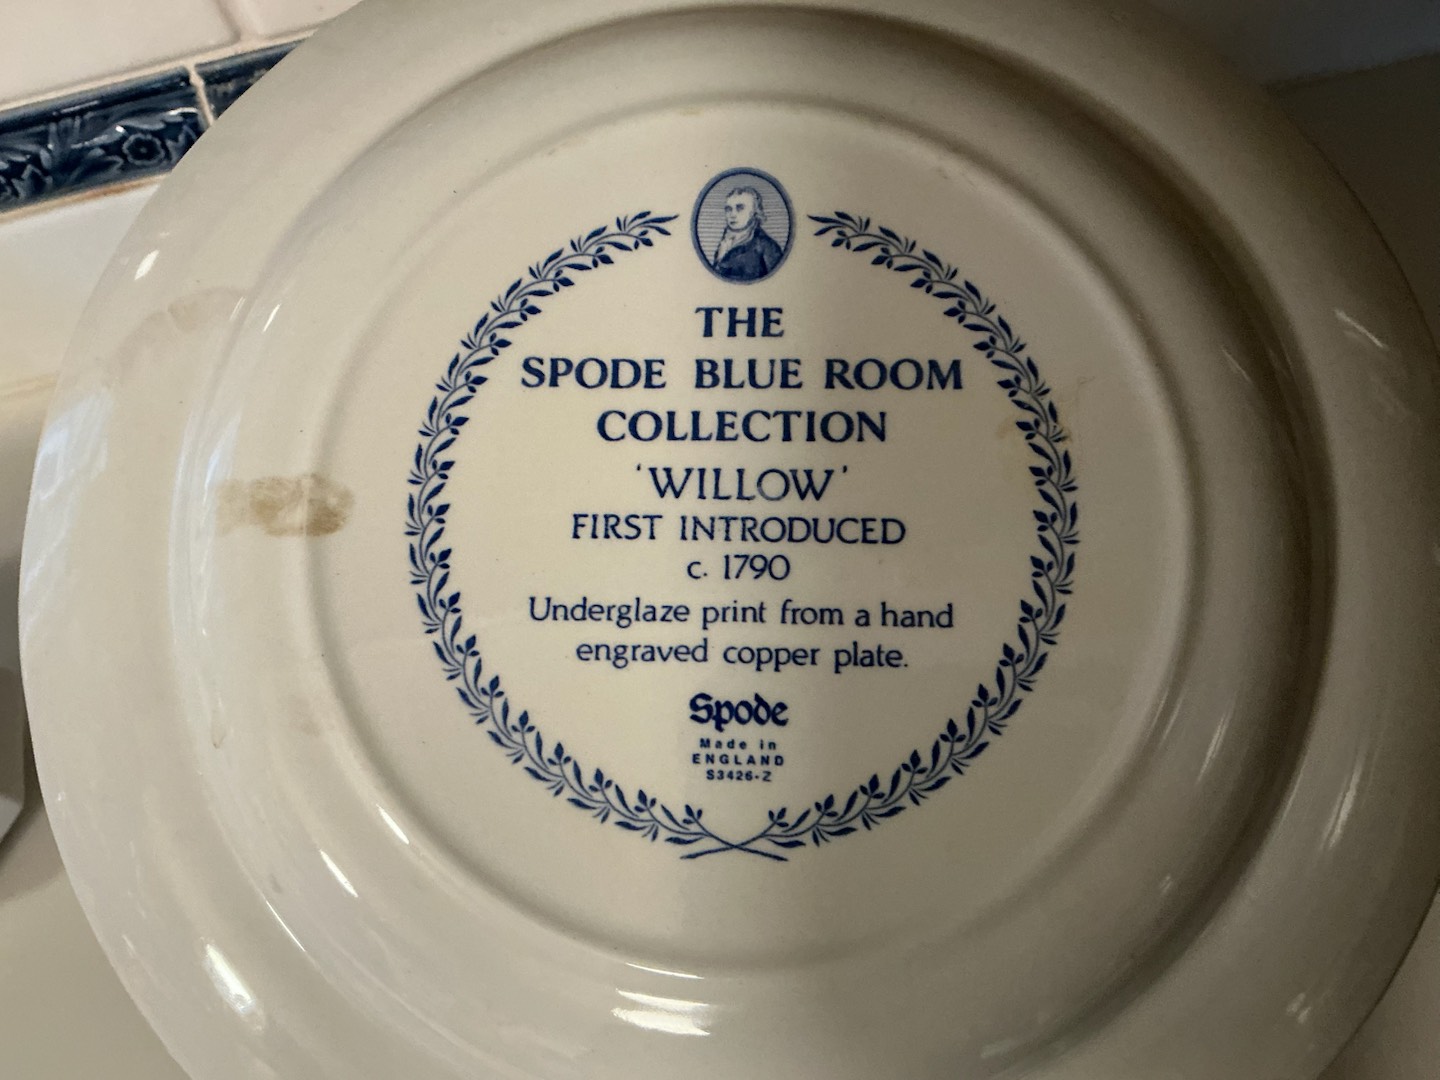 THE
SPODE BLUE ROOM
COLLECTION
‘WILLOW’
FIRST INTRODUCED
c. 1790
Underglaze print from a hand
engraved copper plate.
Spode
Made in
ENGLAND
S3426-Z